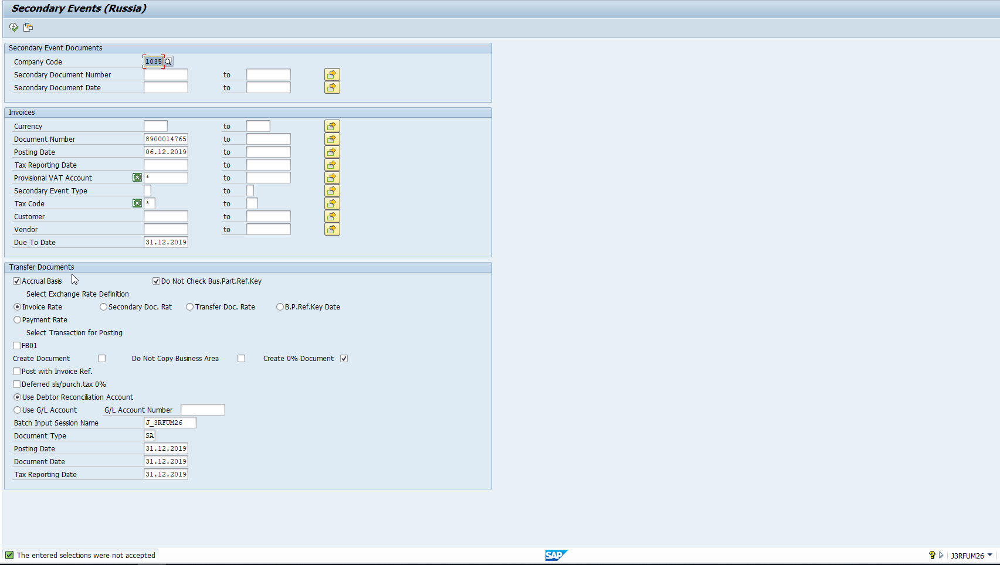 Secondary Events (Russia)
Secondary Event Documents
Company Code 1035
Secondary Document Number to
Secondary Document Date to
Invoices
Currency to
Document Number 8900014765 to
Posting Date 06.12.2019 to
Tax Reporting Date to
Provisional VAT Account * to
Secondary Event Type to
Tax Code * to
Customer to
Vendor to
Due To Date 31.12.2019
Transfer Documents
Accrual Basis Do Not Check Bus.Part.Ref.Key
Select Exchange Rate Definition
Invoice Rate Secondary Doc. Rat Transfer Doc. Rate B.P.Ref.Key Date
Payment Rate
Select Transaction for Posting
FB01
Create Document Do Not Copy Business Area Create 0% Document
Post with Invoice Ref.
Deferred sls/purch.tax 0%
Use Debtor Reconciliation Account
Use G/L Account G/L Account Number
Batch Input Session Name J_3RFUM26
Document Type SA
Posting Date 31.12.2019
Document Date 31.12.2019
Tax Reporting Date 31.12.2019
The entered selections were not accepted SAP J3RFUM26